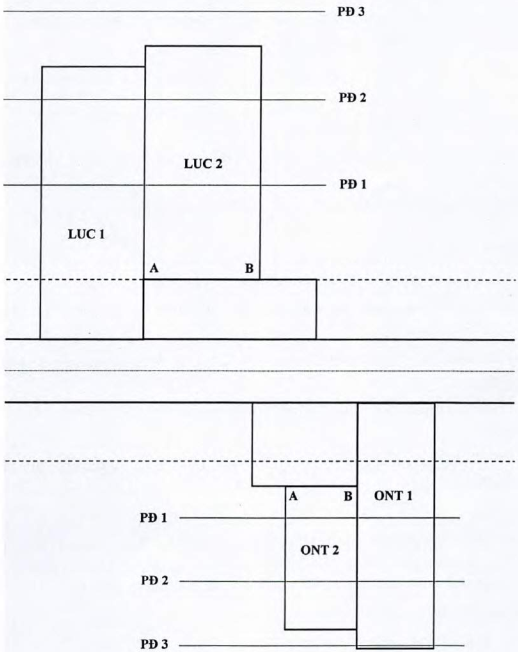 PĐ 3
PĐ 2
LUC 2
PĐ 1
LUC 1
A B
A B ONT 1
PĐ 1
ONT 2
PĐ 2
PĐ 3